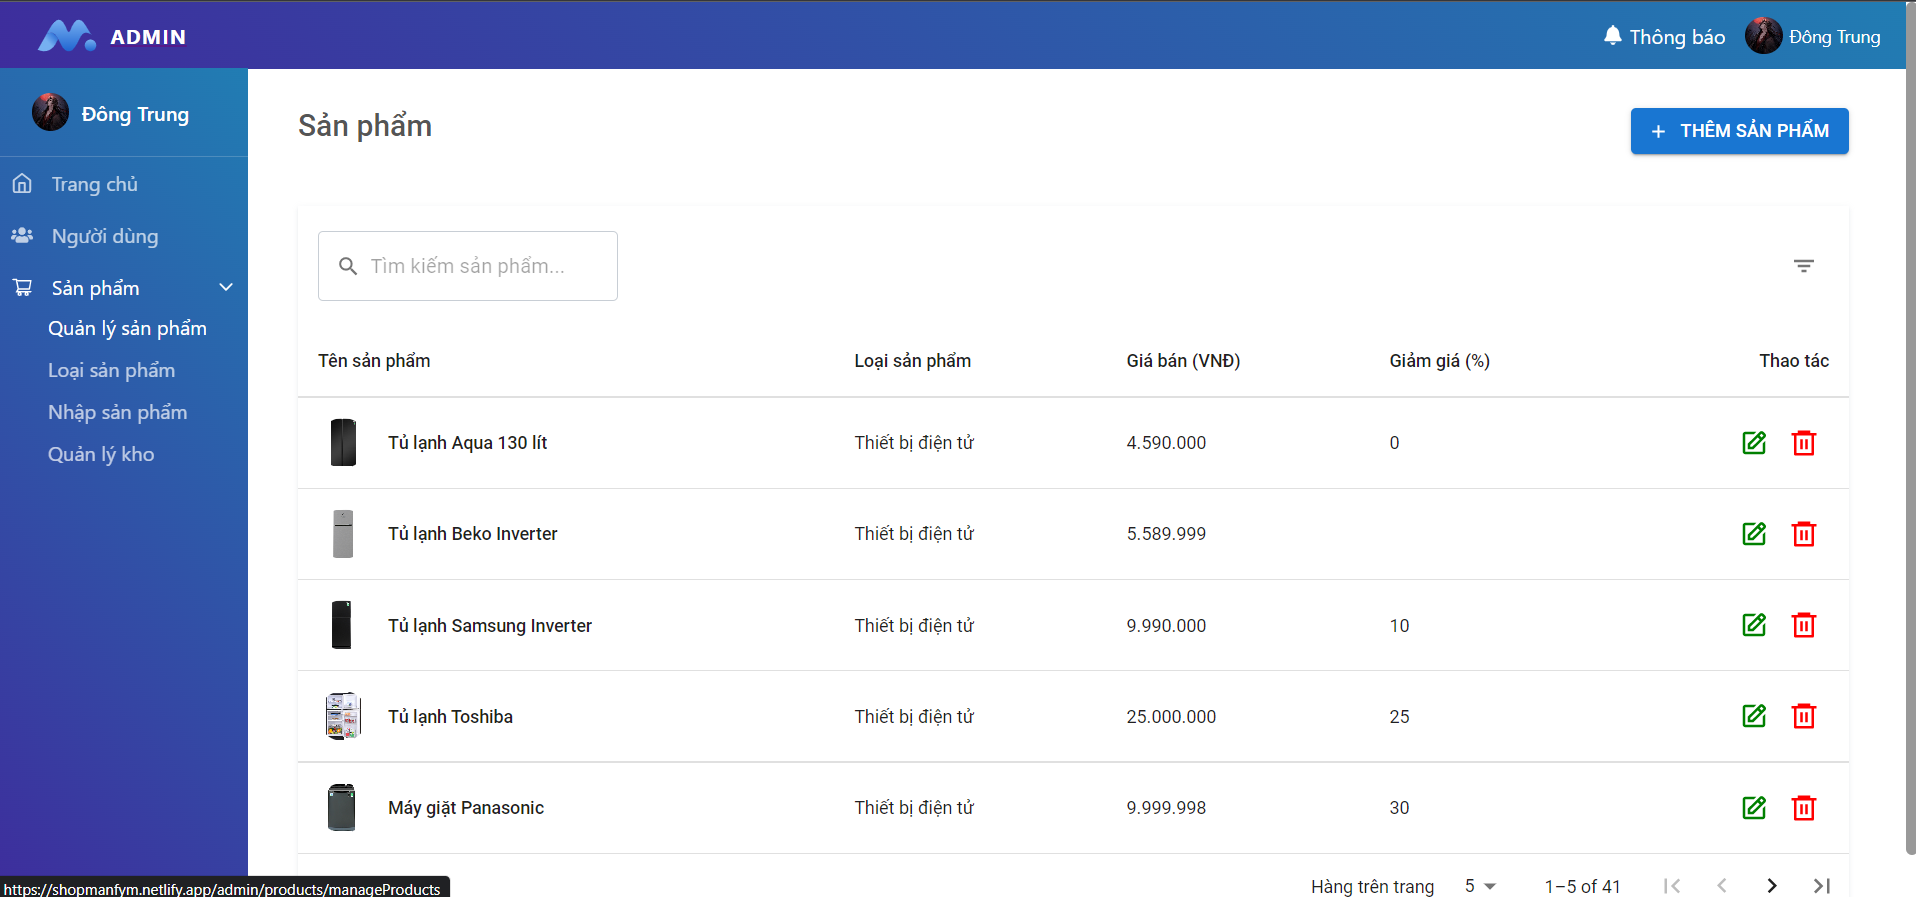 ADMIN
Thông báo
Đông Trung
Đông Trung
Trang chủ
Người dùng
Sản phẩm
Quản lý sản phẩm
Loại sản phẩm
Nhập sản phẩm
Quản lý kho
Sản phẩm
+ THÊM SẢN PHẨM
Tìm kiếm sản phẩm...
Tên sản phẩm Loại sản phẩm Giá bán (VNĐ) Giảm giá (%) Thao tác
Tủ lạnh Aqua 130 lít Thiết bị điện tử 4.590.000 0
Tủ lạnh Beko Inverter Thiết bị điện tử 5.589.999
Tủ lạnh Samsung Inverter Thiết bị điện tử 9.990.000 10
Tủ lạnh Toshiba Thiết bị điện tử 25.000.000 25
Máy giặt Panasonic Thiết bị điện tử 9.999.998 30
Hàng trên trang 5 1–5 of 41
https://shopmanfym.netlify.app/admin/products/manageProducts